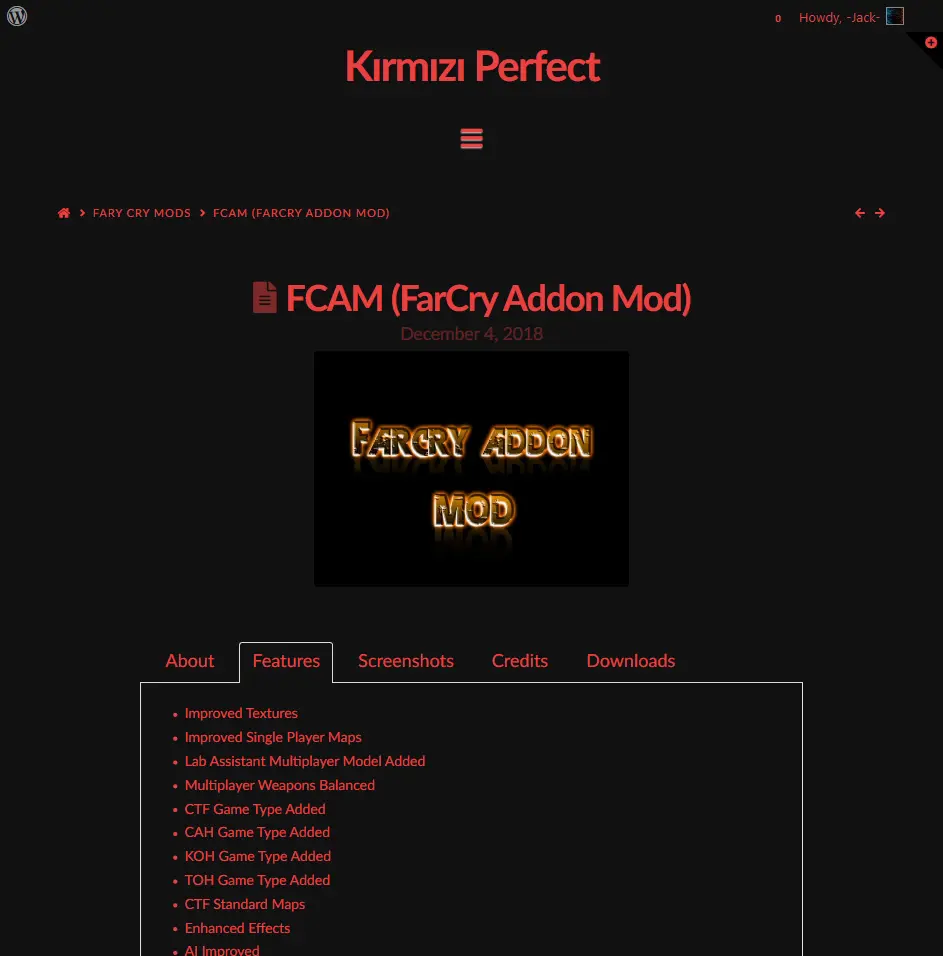 0 Howdy, -Jack-
Kırmızı Perfect
FARY CRY MODS FCAM (FARCRY ADDON MOD)
FCAM (FarCry Addon Mod)
December 4, 2018
FARCRY ADDON
MOD
About Features Screenshots Credits Downloads
Improved Textures
Improved Single Player Maps
Lab Assistant Multiplayer Model Added
Multiplayer Weapons Balanced
CTF Game Type Added
CAH Game Type Added
KOH Game Type Added
TOH Game Type Added
CTF Standard Maps
Enhanced Effects
AI Improved